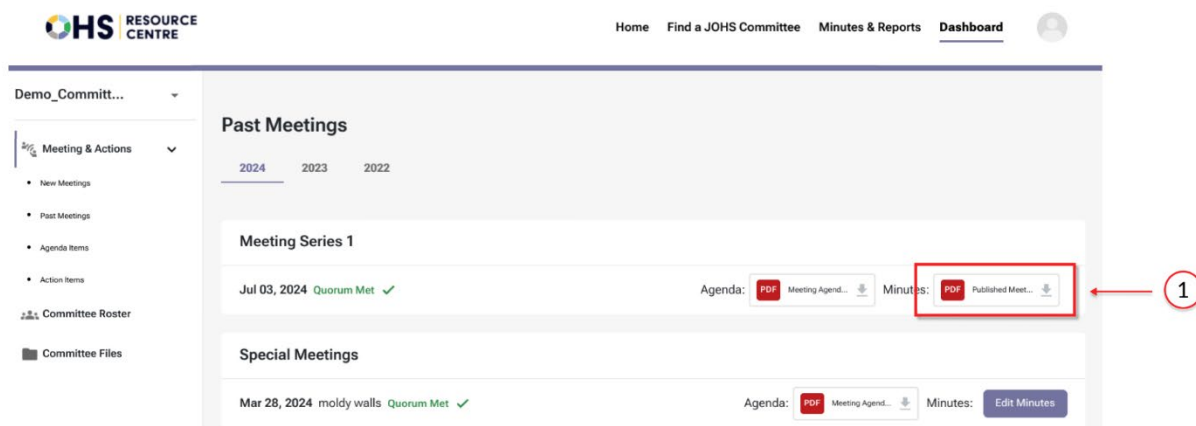 OHS RESOURCE CENTRE
Home Find a JOHS Committee Minutes & Reports Dashboard
Demo_Committ...
Meeting & Actions
New Meetings
Past Meetings
Agenda Items
Action Items
Committee Roster
Committee Files
Past Meetings
2024 2023 2022
Meeting Series 1
Jul 03, 2024 Quorum Met Agenda: PDF Meeting Agend... Minutes: PDF Published Meet... 1
Special Meetings
Mar 28, 2024 moldy walls Quorum Met Agenda: PDF Meeting Agend... Minutes: Edit Minutes